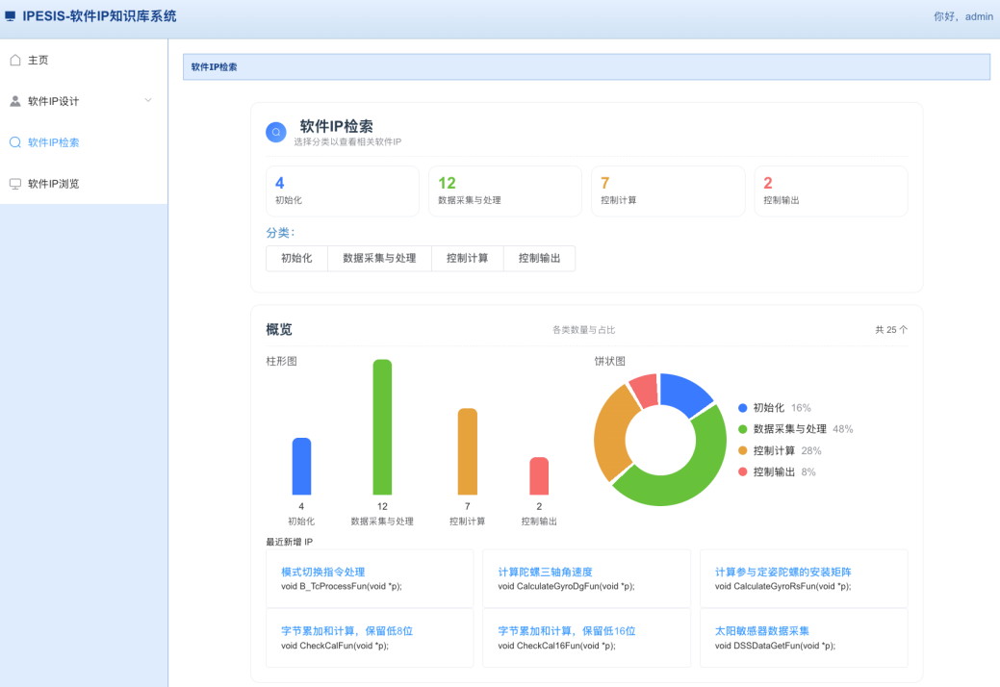 IPESIS-软件IP知识库系统
你好，admin
主页
软件IP设计
软件IP检索
软件IP浏览
软件IP检索
软件IP检索
选择分类以查看相关软件IP
4
初始化
12
数据采集与处理
7
控制计算
2
控制输出
分类：
初始化
数据采集与处理
控制计算
控制输出
概览
各类数量与占比
共 25 个
柱形图
4
初始化
12
数据采集与处理
7
控制计算
2
控制输出
饼状图
初始化 16%
数据采集与处理 48%
控制计算 28%
控制输出 8%
最近新增 IP
模式切换指令处理
void B_TcProcessFun(void *p);
计算陀螺三轴角速度
void CalculateGyroDgFun(void *p);
计算参与定姿陀螺的安装矩阵
void CalculateGyroRsFun(void *p);
字节累加和计算，保留低8位
void CheckCalFun(void *p);
字节累加和计算，保留低16位
void CheckCal16Fun(void *p);
太阳敏感器数据采集
void DSSDataGetFun(void *p);